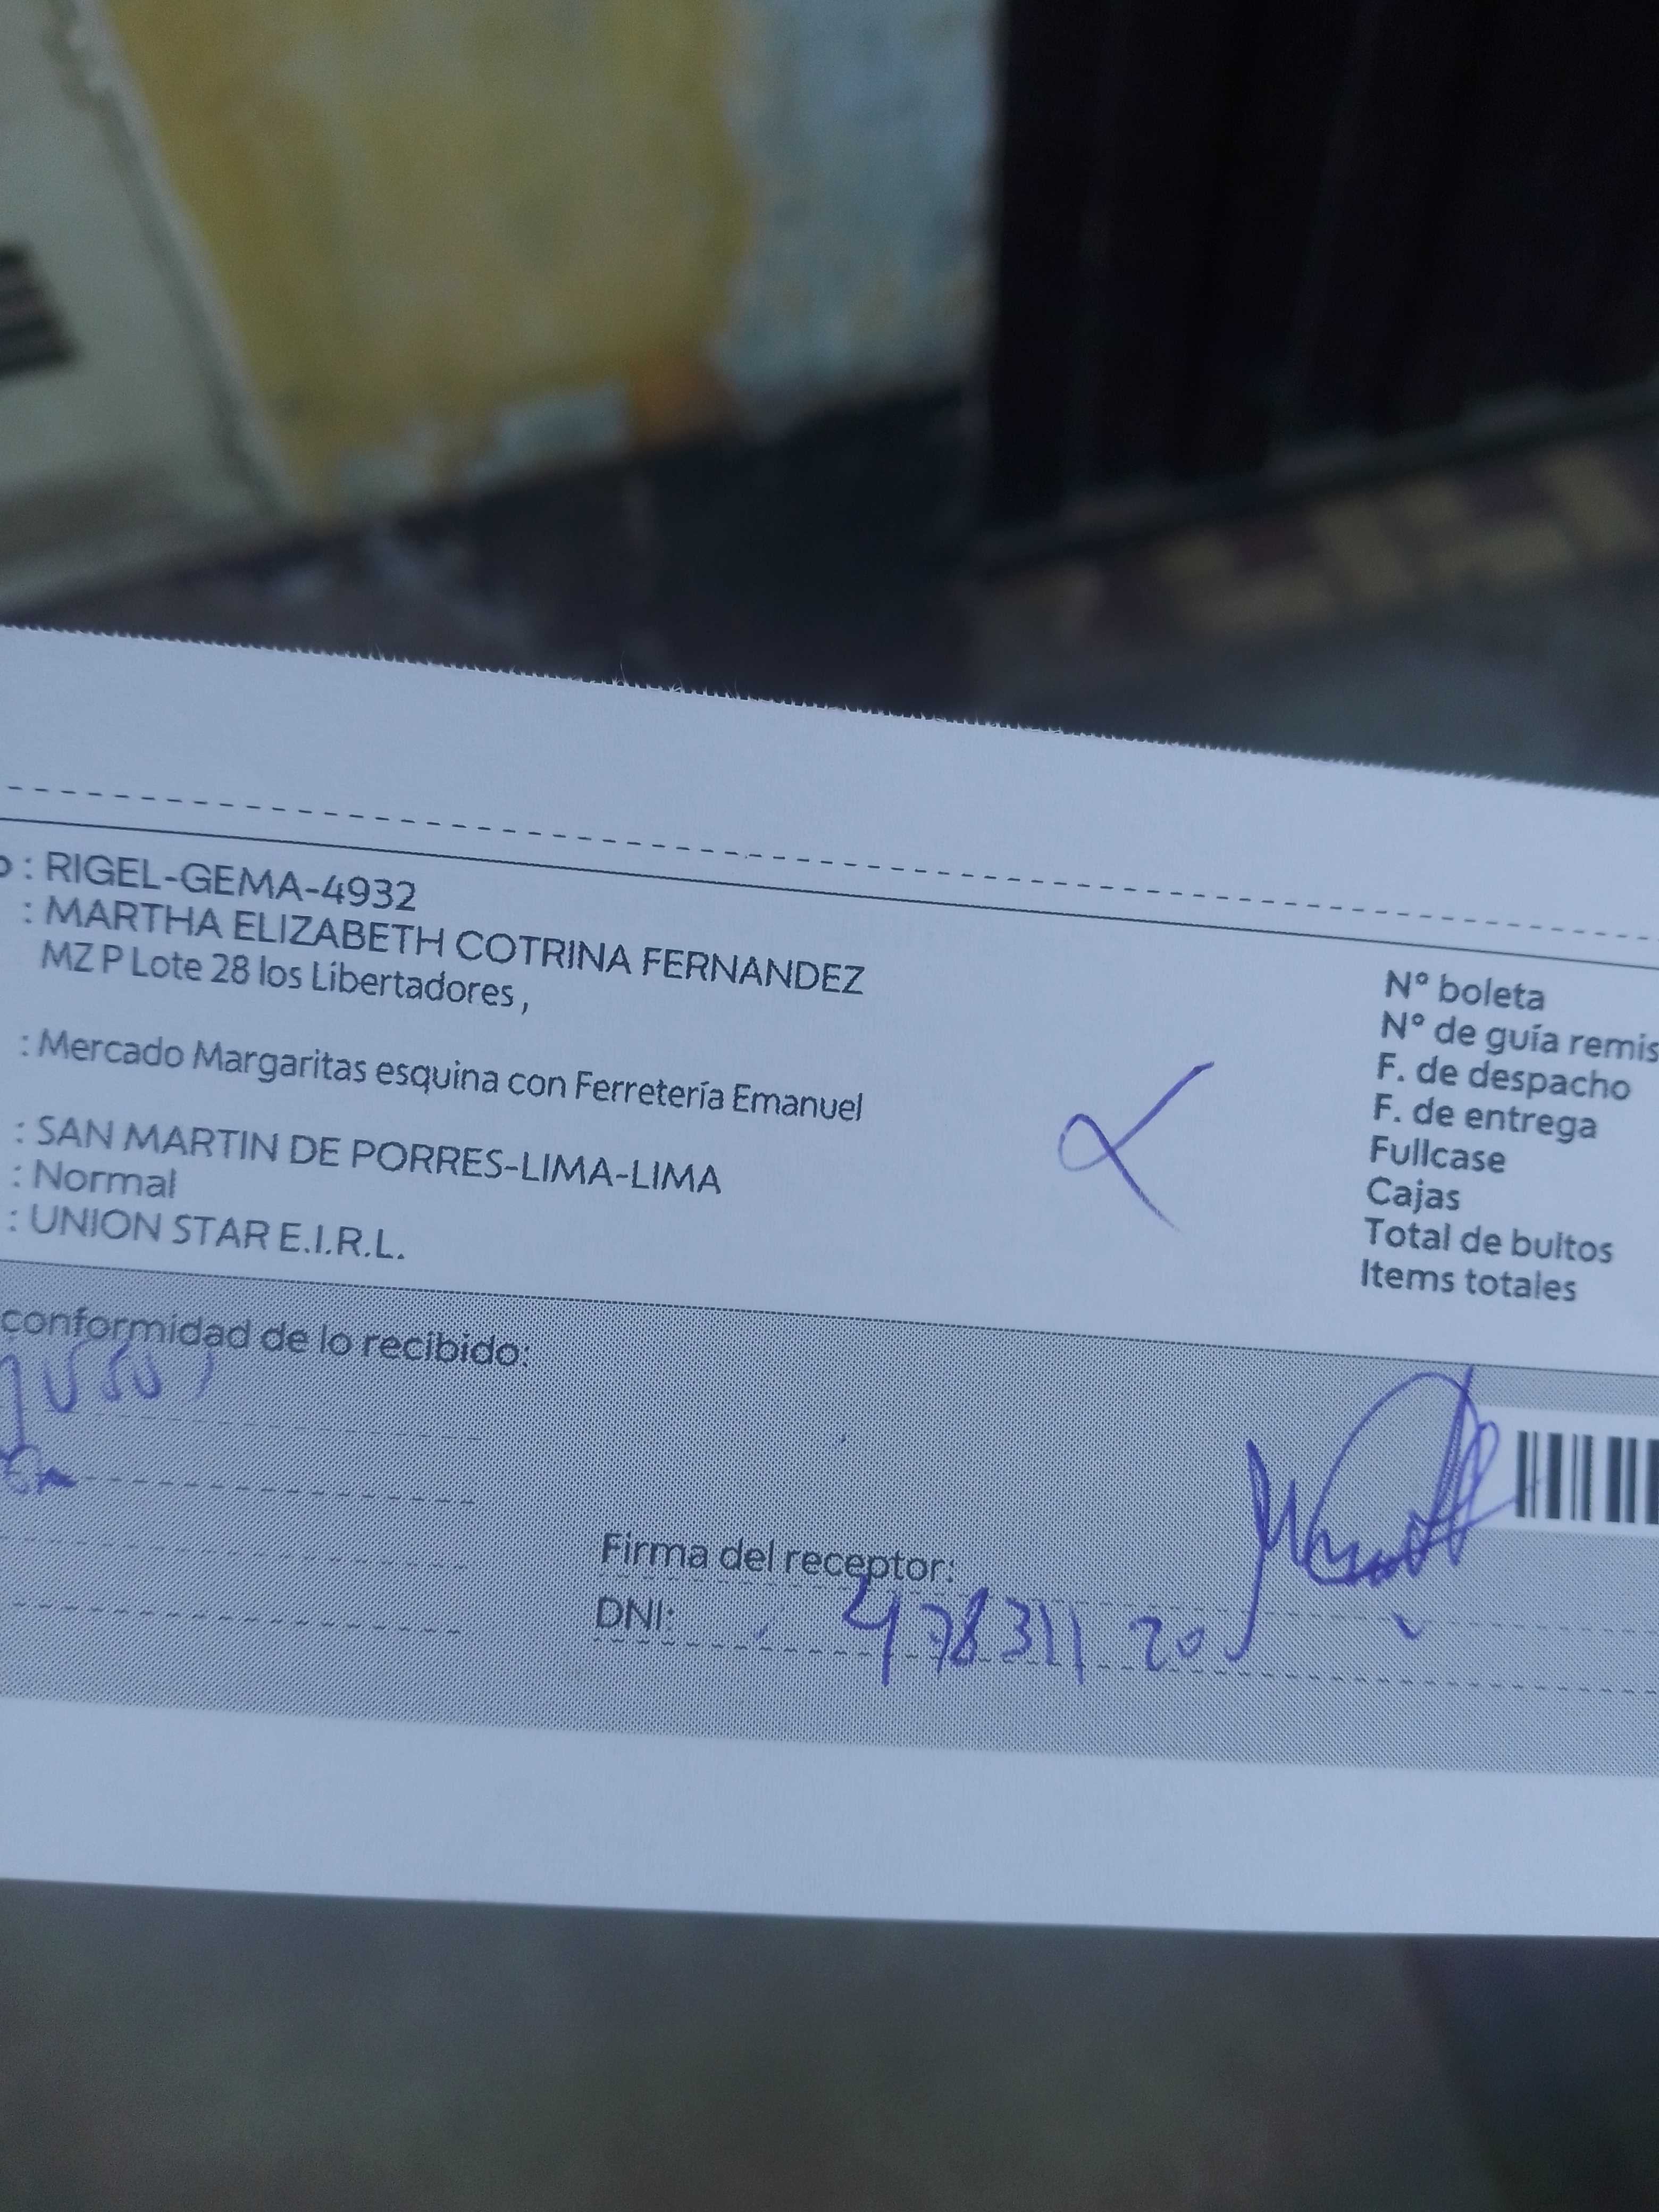 : RIGEL-GEMA-4932
: MARTHA ELIZABETH COTRINA FERNANDEZ
MZ P Lote 28 los Libertadores ,
: Mercado Margaritas esquina con Ferretería Emanuel
: SAN MARTIN DE PORRES-LIMA-LIMA
: Normal
: UNION STAR E.I.R.L.
Nº boleta
Nº de guía remis
F. de despacho
F. de entrega
Fullcase
Cajas
Total de bultos
Items totales
conformidad de lo recibido:
Firma del receptor:
DNI: 47831120